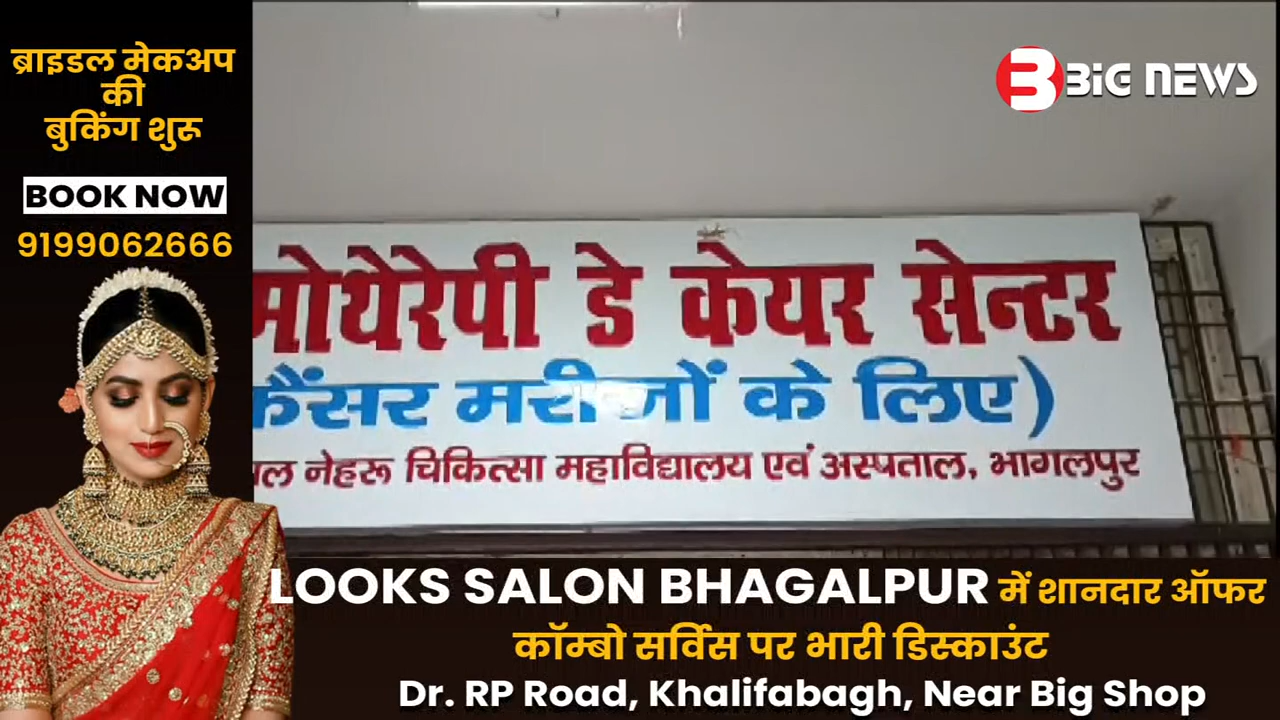 ब्राइडल मेकअप
की
बुकिंग शुरू
BOOK NOW
9199062666
3 BiG NEWS
मोथैरेपी डे केयर सेन्टर
कैंसर मरीजों के लिए)
ल नेहरू चिकित्सा महाविद्यालय एवं अस्पताल, भागलपुर
LOOKS SALON BHAGALPUR में शानदार ऑफर
कॉम्बो सर्विस पर भारी डिस्काउंट
Dr. RP Road, Khalifabagh, Near Big Shop